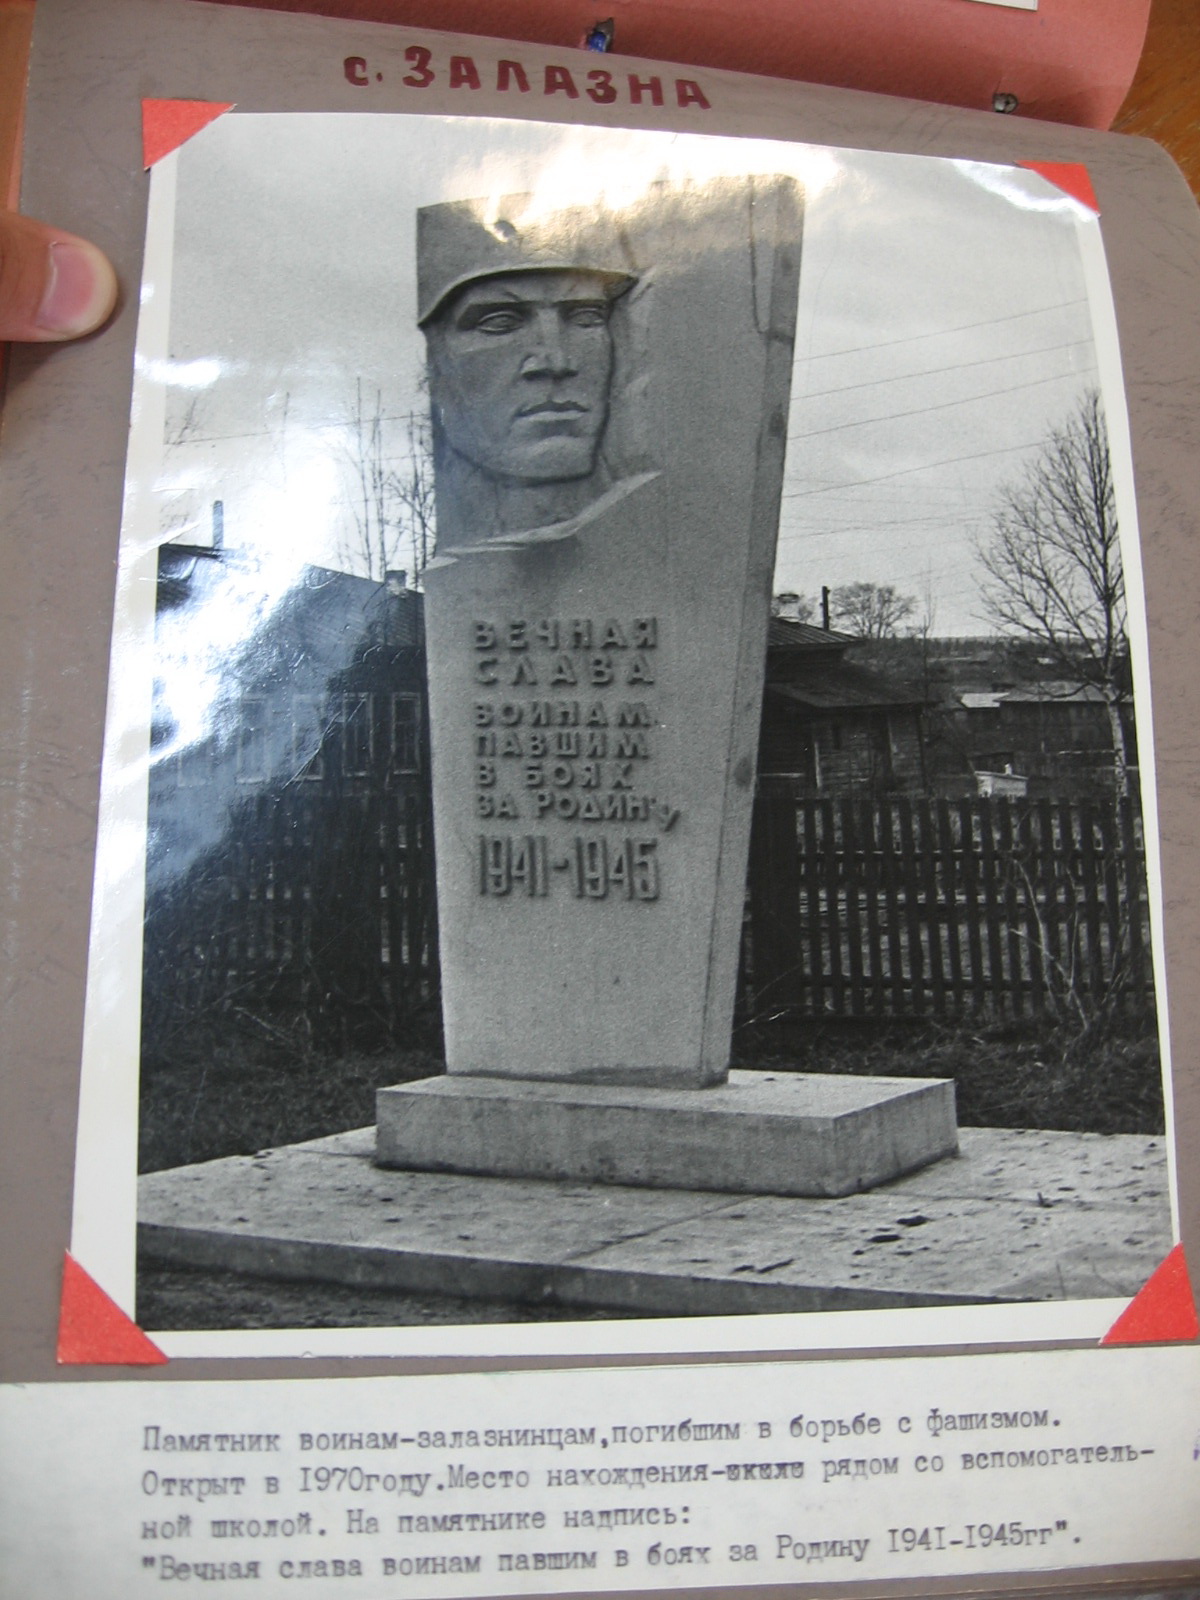 с. ЗАЛАЗНА
ВЕЧНАЯ
СЛАВА
ВОИНАМ
ПАВШИМ
В БОЯХ
ЗА РОДИНУ
1941-1945
Памятник воинам-залазнинцам,погибшим в борьбе с фашизмом.
Открыт в 1970году.Место нахождения- рядом со вспомогатель-
ной школой. На памятнике надпись:
"Вечная слава воинам павшим в боях за Родину 1941-1945гг".